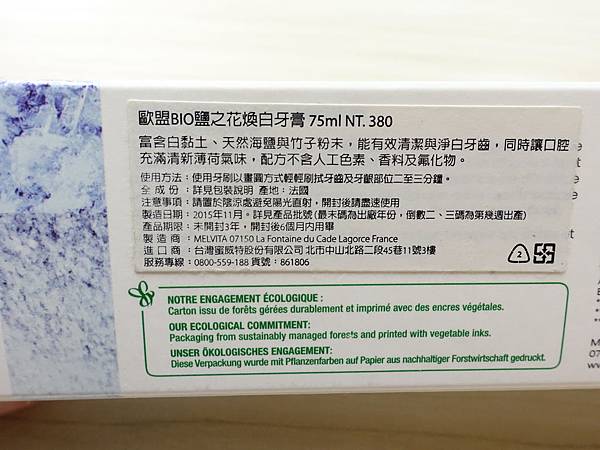 歐盟BIO鹽之花煥白牙膏 75ml NT. 380
富含白黏土、天然海鹽與竹子粉末，能有效清潔與淨白牙齒，同時讓口腔
充滿清新薄荷氣味，配方不含人工色素、香料及氟化物。
使用方法：使用牙刷以畫圓方式輕輕刷拭牙齒及牙齦部位二至三分鐘。
全 成 份：詳見包裝說明 產地：法國
注意事項：請置於陰涼處避免陽光直射，開封後請盡速使用
製造日期：2015年11月。詳見產品批號 (最末碼為出廠年份，倒數二、三碼為第幾週出產)
產品期限：未開封3年，開封後6個月內用畢
製 造 商：MELVITA 07150 La Fontaine du Cade Lagorce France
進 口 商：台灣蜜威特股份有限公司 北市中山北路二段45巷11號3樓
服務專線：0800-559-188 貨號：861806
2
NOTRE ENGAGEMENT ÉCOLOGIQUE :
Carton issu de forêts gérées durablement et imprimé avec des encres végétales.
OUR ECOLOGICAL COMMITMENT:
Packaging from sustainably managed forests and printed with vegetable inks.
UNSER ÖKOLOGISCHES ENGAGEMENT:
Diese Verpackung wurde mit Pflanzenfarben auf Papier aus nachhaltiger Forstwirtschaft gedruckt.